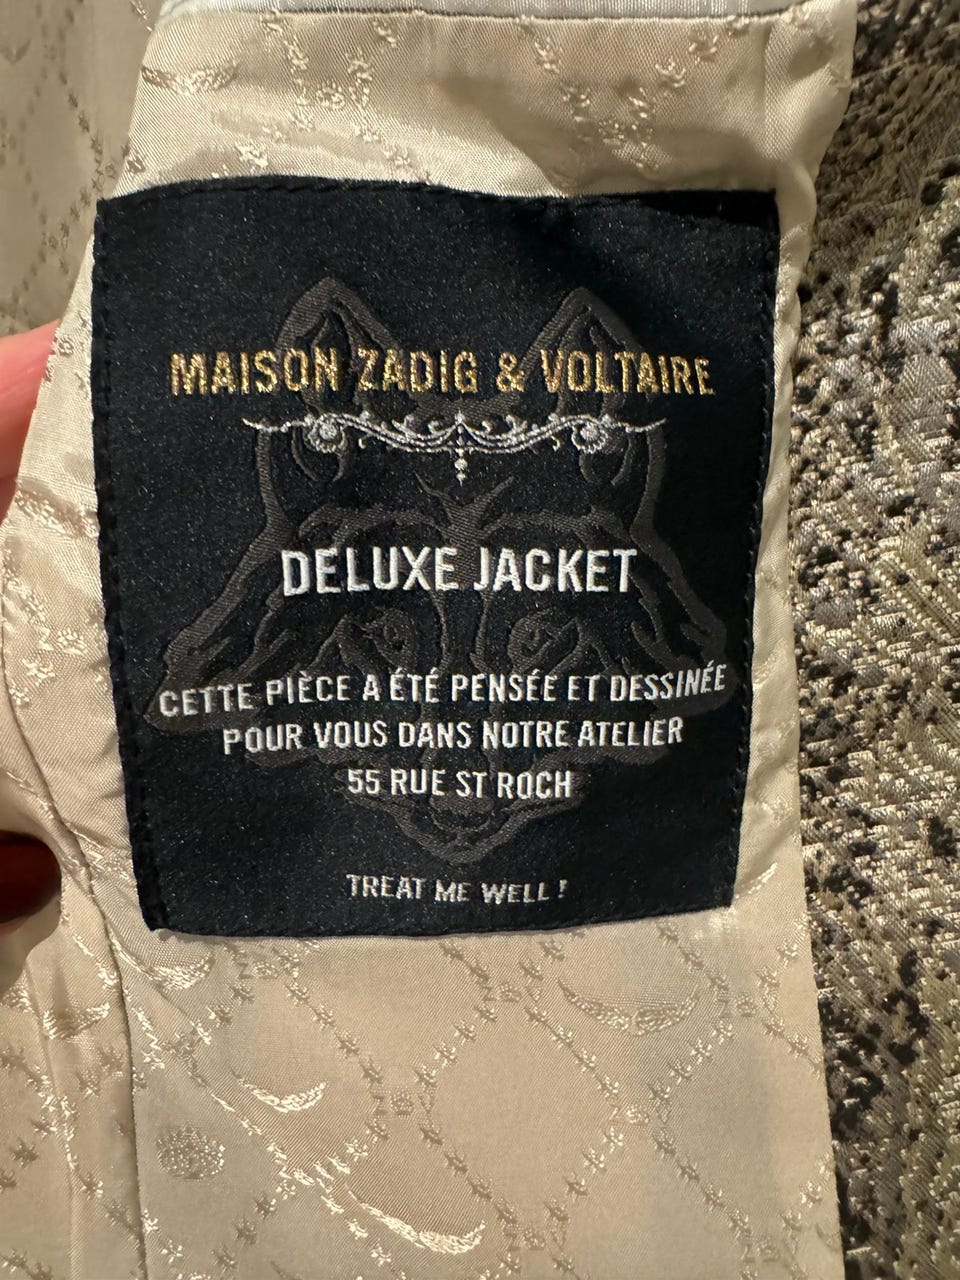 MAISON ZADIG & VOLTAIRE
DELUXE JACKET
CETTE PIÈCE A ÉTÉ PENSÉE ET DESSINÉE
POUR VOUS DANS NOTRE ATELIER
55 RUE ST ROCH
TREAT ME WELL !